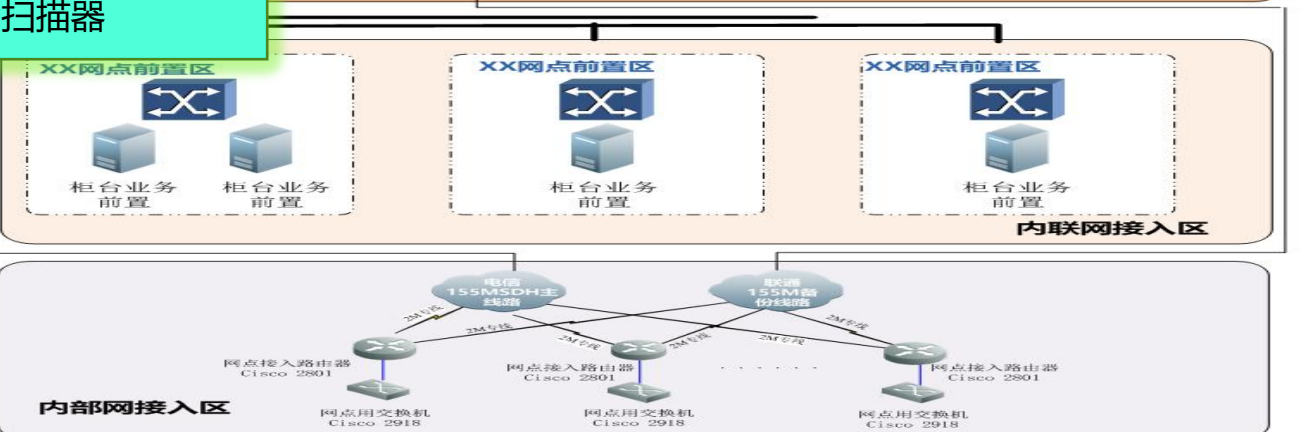 扫描器
XX网点前置区
XX网点前置区
XX网点前置区
柜台业务
前置
柜台业务
前置
柜台业务
前置
柜台业务
前置
内联网接入区
电信
155MSDH主
线路
联通
155M备
份线路
2M专线
2M专线
2M专线
2M专线
2M专线
2M专线
网点接入路由器
Cisco 2801
网点接入路由器
Cisco 2801
· · · · · ·
网点接入路由器
Cisco 2801
内部网接入区
网点用交换机
Cisco 2918
网点用交换机
Cisco 2918
网点用交换机
Cisco 2918